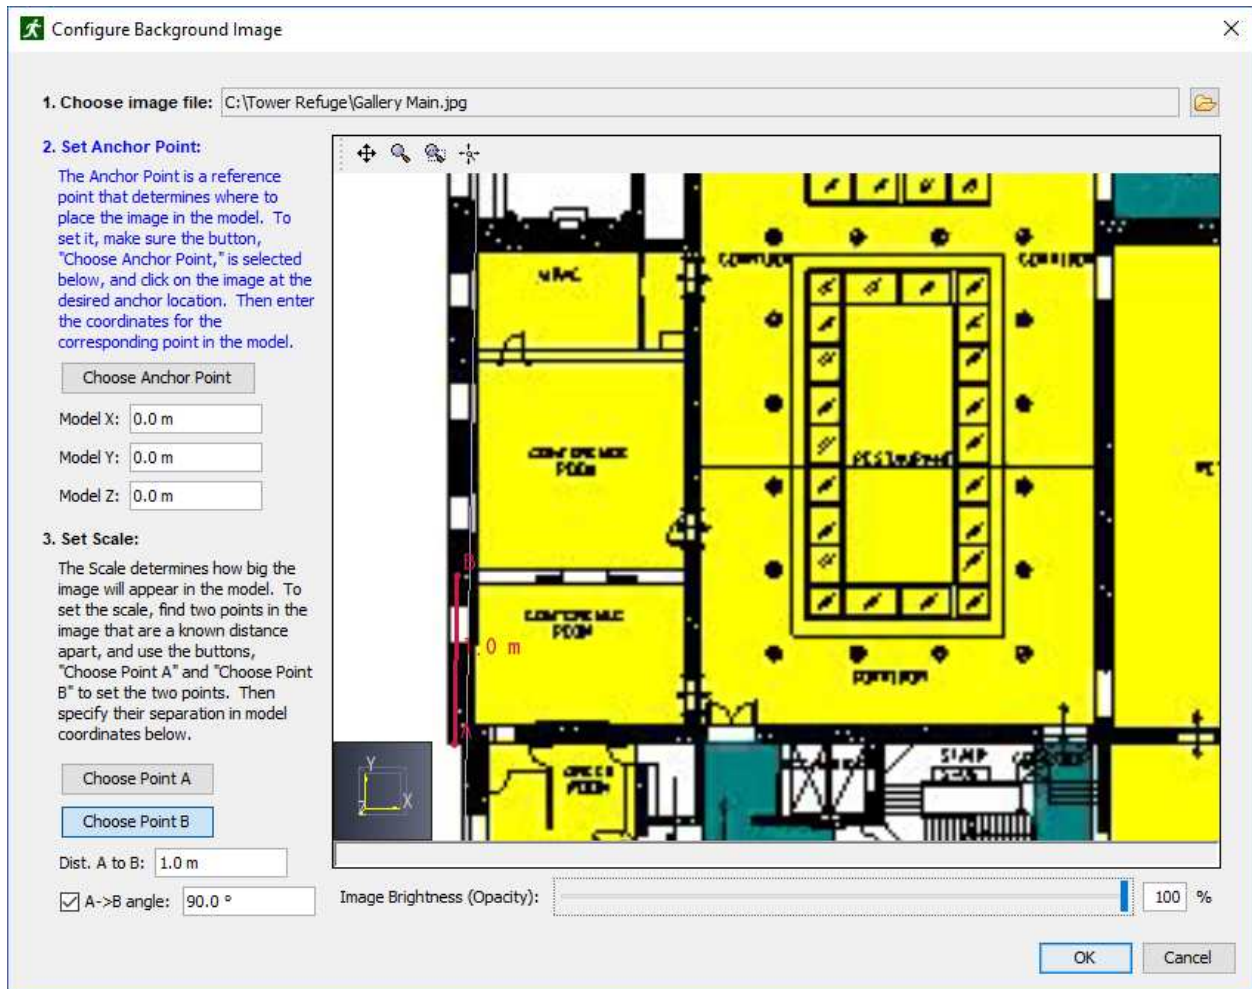 Configure Background Image
1. Choose image file: C:\Tower Refuge\Gallery Main.jpg
2. Set Anchor Point:
The Anchor Point is a reference
point that determines where to
place the image in the model. To
set it, make sure the button,
"Choose Anchor Point," is selected
below, and click on the image at the
desired anchor location. Then enter
the coordinates for the
corresponding point in the model.
Choose Anchor Point
Model X: 0.0 m
Model Y: 0.0 m
Model Z: 0.0 m
3. Set Scale:
The Scale determines how big the
image will appear in the model. To
set the scale, find two points in the
image that are a known distance
apart, and use the buttons,
"Choose Point A" and "Choose Point
B" to set the two points. Then
specify their separation in model
coordinates below.
Choose Point A
Choose Point B
Dist. A to B: 1.0 m
A->B angle: 90.0 °
B
1.0 m
A
Y
Z
X
Image Brightness (Opacity): 100 %
OK
Cancel